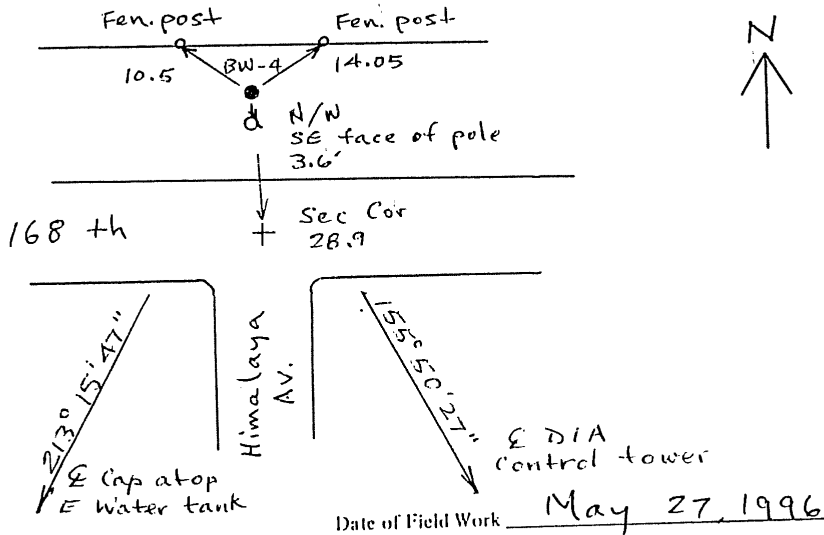 Fen. post
Fen. post
N
10.5
BW-4
14.05
N/W
SE face of pole
3.6'
168 th
Sec Cor
28.9
213° 15' 47"
Himalaya
Av.
155° 50' 27"
℄ Cap atop
E Water tank
℄ DIA
Control tower
Date of Field Work May 27, 1996